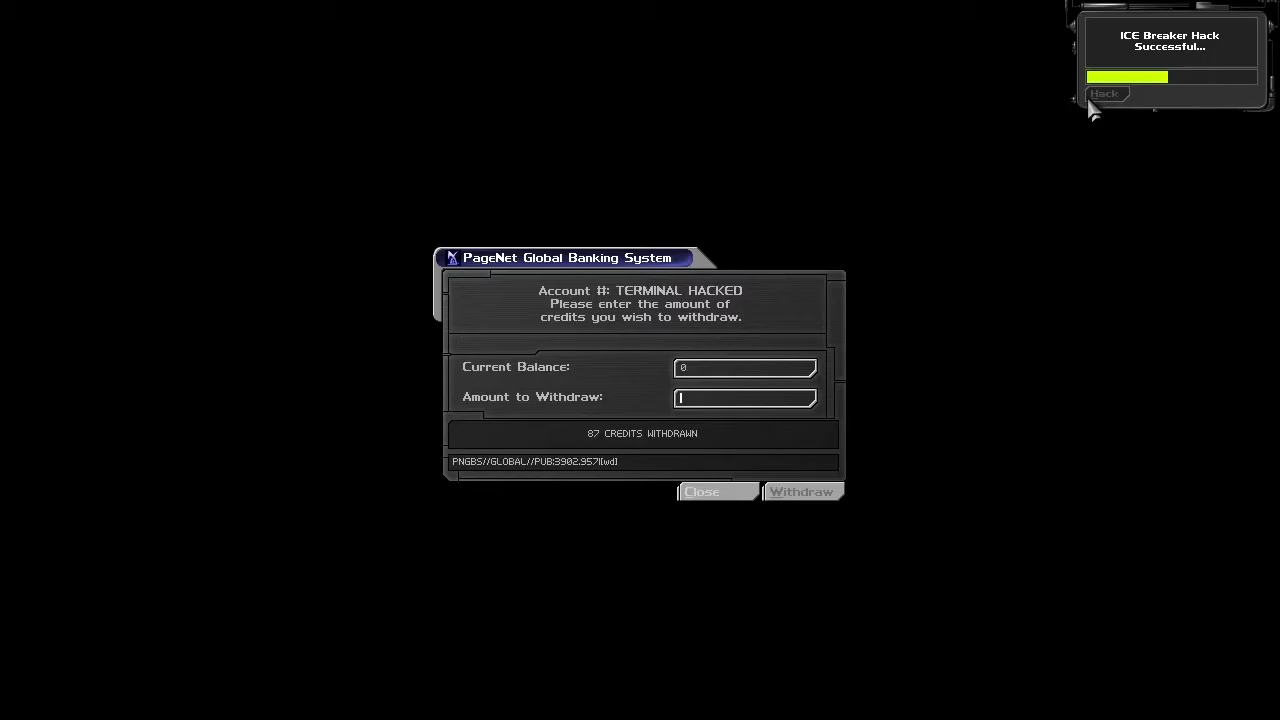 ICE Breaker Hack
Successful...
Hack
PageNet Global Banking System
Account #: TERMINAL HACKED
Please enter the amount of
credits you wish to withdraw.
Current Balance:
0
Amount to Withdraw:
87 CREDITS WITHDRAWN
PNGBS//GLOBAL//PUB:3902.957![wd]
Close
Withdraw